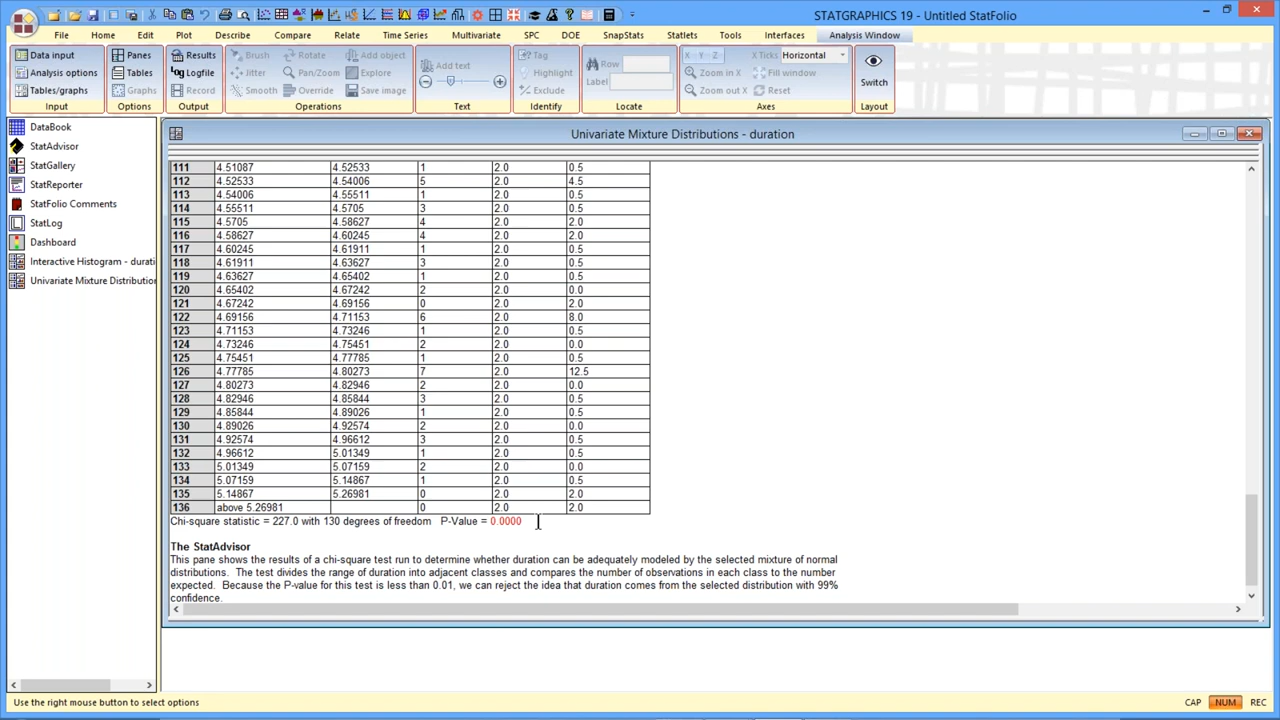 STATGRAPHICS 19 - Untitled StatFolio
File Home Edit Plot Describe Compare Relate Time Series Multivariate SPC DOE SnapStats Statlets Tools Interfaces Analysis Window
Data input Panes Results Brush Rotate Add object Add text Tag Row X Y Z X Ticks Horizontal
Analysis options Tables Logfile Jitter Pan/Zoom Explore Highlight Label Zoom in X Fill window Switch
Tables/graphs Graphs Record Smooth Override Save image Exclude Zoom out X Reset
Input Options Output Operations Text Identify Locate Axes Layout
DataBook
StatAdvisor
StatGallery
StatReporter
StatFolio Comments
StatLog
Dashboard
Interactive Histogram - durati
Univariate Mixture Distribution
Univariate Mixture Distributions - duration
111 4.51087 4.52533 1 2.0 0.5
112 4.52533 4.54006 5 2.0 4.5
113 4.54006 4.55511 1 2.0 0.5
114 4.55511 4.5705 3 2.0 0.5
115 4.5705 4.58627 4 2.0 2.0
116 4.58627 4.60245 4 2.0 2.0
117 4.60245 4.61911 1 2.0 0.5
118 4.61911 4.63627 3 2.0 0.5
119 4.63627 4.65402 1 2.0 0.5
120 4.65402 4.67242 2 2.0 0.0
121 4.67242 4.69156 0 2.0 2.0
122 4.69156 4.71153 6 2.0 8.0
123 4.71153 4.73246 1 2.0 0.5
124 4.73246 4.75451 2 2.0 0.0
125 4.75451 4.77785 1 2.0 0.5
126 4.77785 4.80273 7 2.0 12.5
127 4.80273 4.82946 2 2.0 0.0
128 4.82946 4.85844 3 2.0 0.5
129 4.85844 4.89026 1 2.0 0.5
130 4.89026 4.92574 2 2.0 0.0
131 4.92574 4.96612 3 2.0 0.5
132 4.96612 5.01349 1 2.0 0.5
133 5.01349 5.07159 2 2.0 0.0
134 5.07159 5.14867 1 2.0 0.5
135 5.14867 5.26981 0 2.0 2.0
136 above 5.26981 0 2.0 2.0
Chi-square statistic = 227.0 with 130 degrees of freedom P-Value = 0.0000
The StatAdvisor
This pane shows the results of a chi-square test run to determine whether duration can be adequately modeled by the selected mixture of normal
distributions. The test divides the range of duration into adjacent classes and compares the number of observations in each class to the number
expected. Because the P-value for this test is less than 0.01, we can reject the idea that duration comes from the selected distribution with 99%
confidence.
Use the right mouse button to select options CAP NUM REC